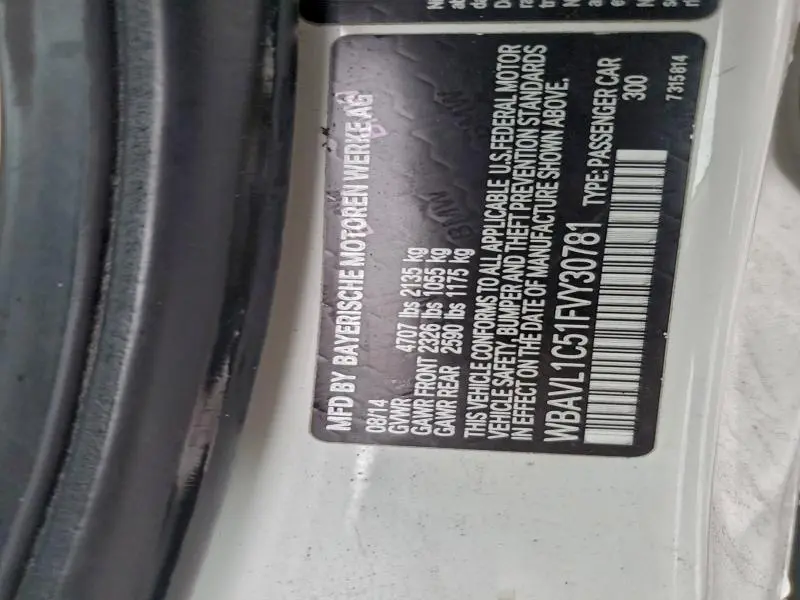 MFD BY BAYERISCHE MOTOREN WERKE AG
08/14
GVWR 4707 lbs 2135 kg
GAWR FRONT 2326 lbs 1055 kg
GAWR REAR 2590 lbs 1175 kg
THIS VEHICLE CONFORMS TO ALL APPLICABLE U.S.FEDERAL MOTOR
VEHICLE SAFETY, BUMPER AND THEFT PREVENTION STANDARDS
IN EFFECT ON THE DATE OF MANUFACTURE SHOWN ABOVE.
WBAVL1C51FVY30781 TYPE: PASSENGER CAR
300
7315814